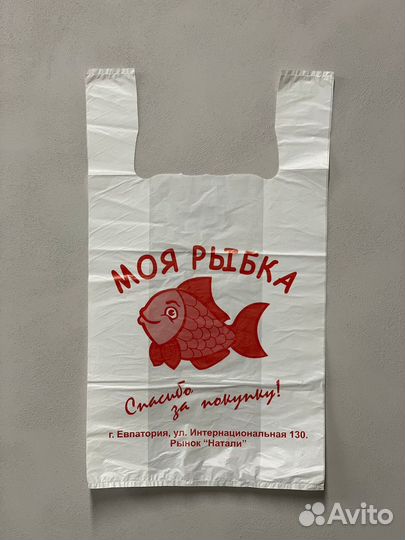 МОЯ РЫБКА
Спасибо
за покупку!
г. Евпатория, ул. Интернациональная 130.
Рынок "Натали"
Avito